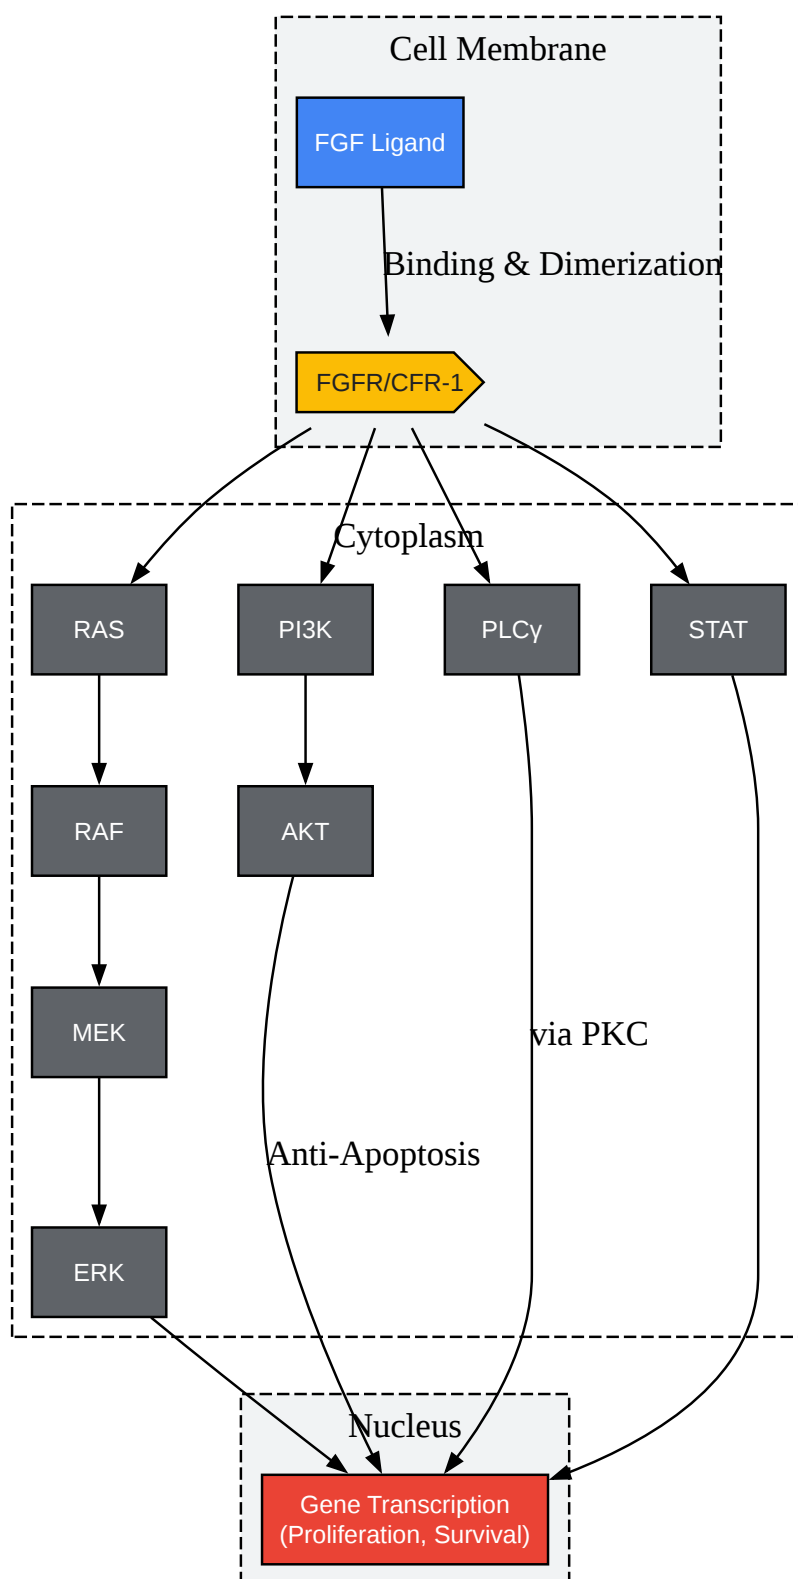 Cell Membrane
FGF Ligand
Binding & Dimerization
FGFR/CFR-1
Cytoplasm
RAS
PI3K
PLCγ
STAT
RAF
AKT
MEK
via PKC
Anti-Apoptosis
ERK
Nucleus
Gene Transcription
(Proliferation, Survival)